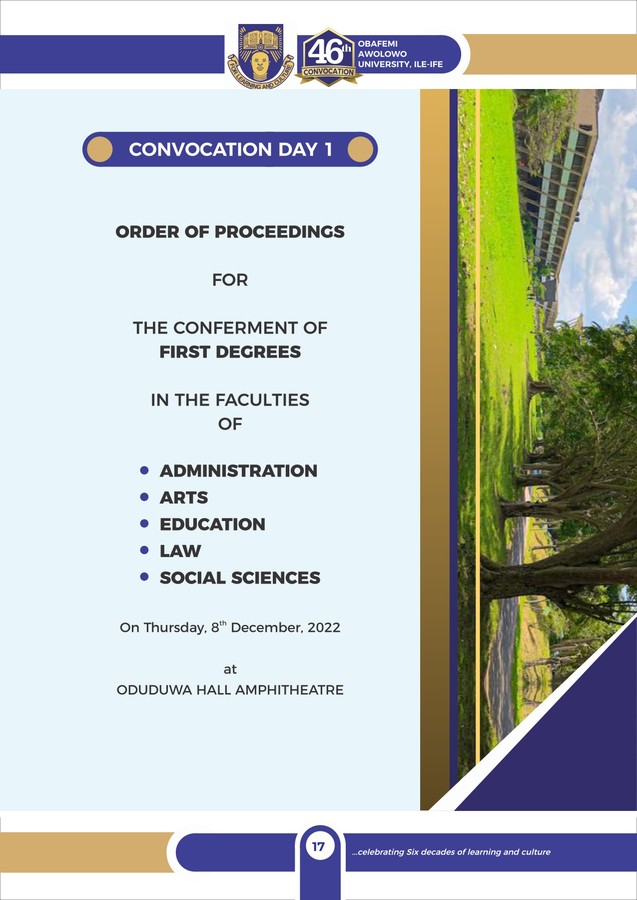 FOR LEARNING AND CULTURE
46th
CONVOCATION
OBAFEMI
AWOLOWO
UNIVERSITY, ILE-IFE
CONVOCATION DAY 1
ORDER OF PROCEEDINGS
FOR
THE CONFERMENT OF
FIRST DEGREES
IN THE FACULTIES
OF
• ADMINISTRATION
• ARTS
• EDUCATION
• LAW
• SOCIAL SCIENCES
On Thursday, 8th December, 2022
at
ODUDUWA HALL AMPHITHEATRE
17
...celebrating Six decades of learning and culture